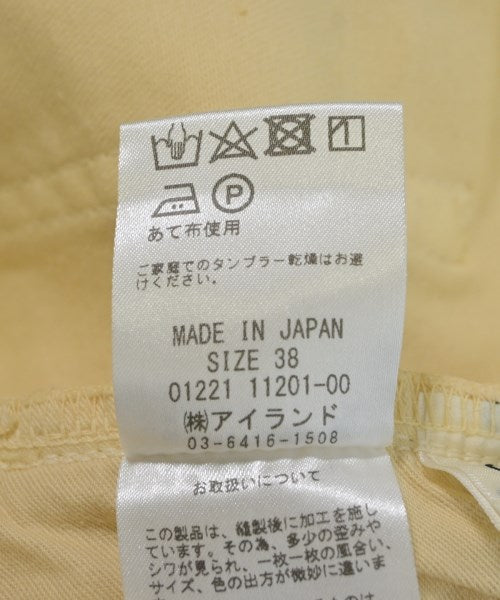 P
あて布使用
ご家庭でのタンブラー乾燥はお避
けください。
MADE IN JAPAN
SIZE 38
01221 11201-00
㈱アイランド
03-6416-1508
お取扱いについて
この製品は、縫製後に加工を施し
ています。その為、多少の歪みや
シワが見られ、一枚一枚の風合い、
サイズ、色の出方が微妙に違いま